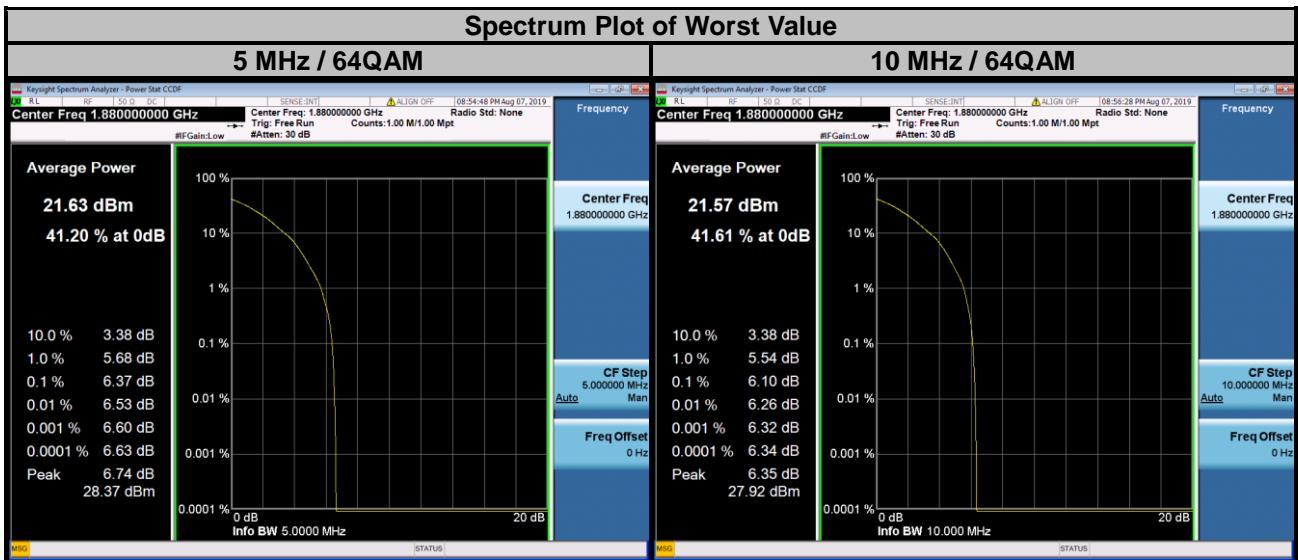 Spectrum Plot of Worst Value
5 MHz / 64QAM
Keysight Spectrum Analyzer - Power Stat CCDF
RL RF 50 Ω DC SENSE:INT ALIGN OFF 08:54:48 PM Aug 07, 2019
Center Freq 1.880000000 GHz
Center Freq: 1.880000000 GHz Radio Std: None
Trig: Free Run Counts:1.00 M/1.00 Mpt
#IFGain:Low #Atten: 30 dB
Average Power
21.63 dBm
41.20 % at 0dB
10.0 % 3.38 dB
1.0 % 5.68 dB
0.1 % 6.37 dB
0.01 % 6.53 dB
0.001 % 6.60 dB
0.0001 % 6.63 dB
Peak 6.74 dB
28.37 dBm
100 %
10 %
1 %
0.1 %
0.01 %
0.001 %
0.0001 %
0 dB 20 dB
Info BW 5.0000 MHz
Frequency
Center Freq
1.880000000 GHz
CF Step
5.000000 MHz
Auto Man
Freq Offset
0 Hz
MSG STATUS
10 MHz / 64QAM
Keysight Spectrum Analyzer - Power Stat CCDF
RL RF 50 Ω DC SENSE:INT ALIGN OFF 08:56:28 PM Aug 07, 2019
Center Freq 1.880000000 GHz
Center Freq: 1.880000000 GHz Radio Std: None
Trig: Free Run Counts:1.00 M/1.00 Mpt
#IFGain:Low #Atten: 30 dB
Average Power
21.57 dBm
41.61 % at 0dB
10.0 % 3.38 dB
1.0 % 5.54 dB
0.1 % 6.10 dB
0.01 % 6.26 dB
0.001 % 6.32 dB
0.0001 % 6.34 dB
Peak 6.35 dB
27.92 dBm
100 %
10 %
1 %
0.1 %
0.01 %
0.001 %
0.0001 %
0 dB 20 dB
Info BW 10.000 MHz
Frequency
Center Freq
1.880000000 GHz
CF Step
10.000000 MHz
Auto Man
Freq Offset
0 Hz
MSG STATUS